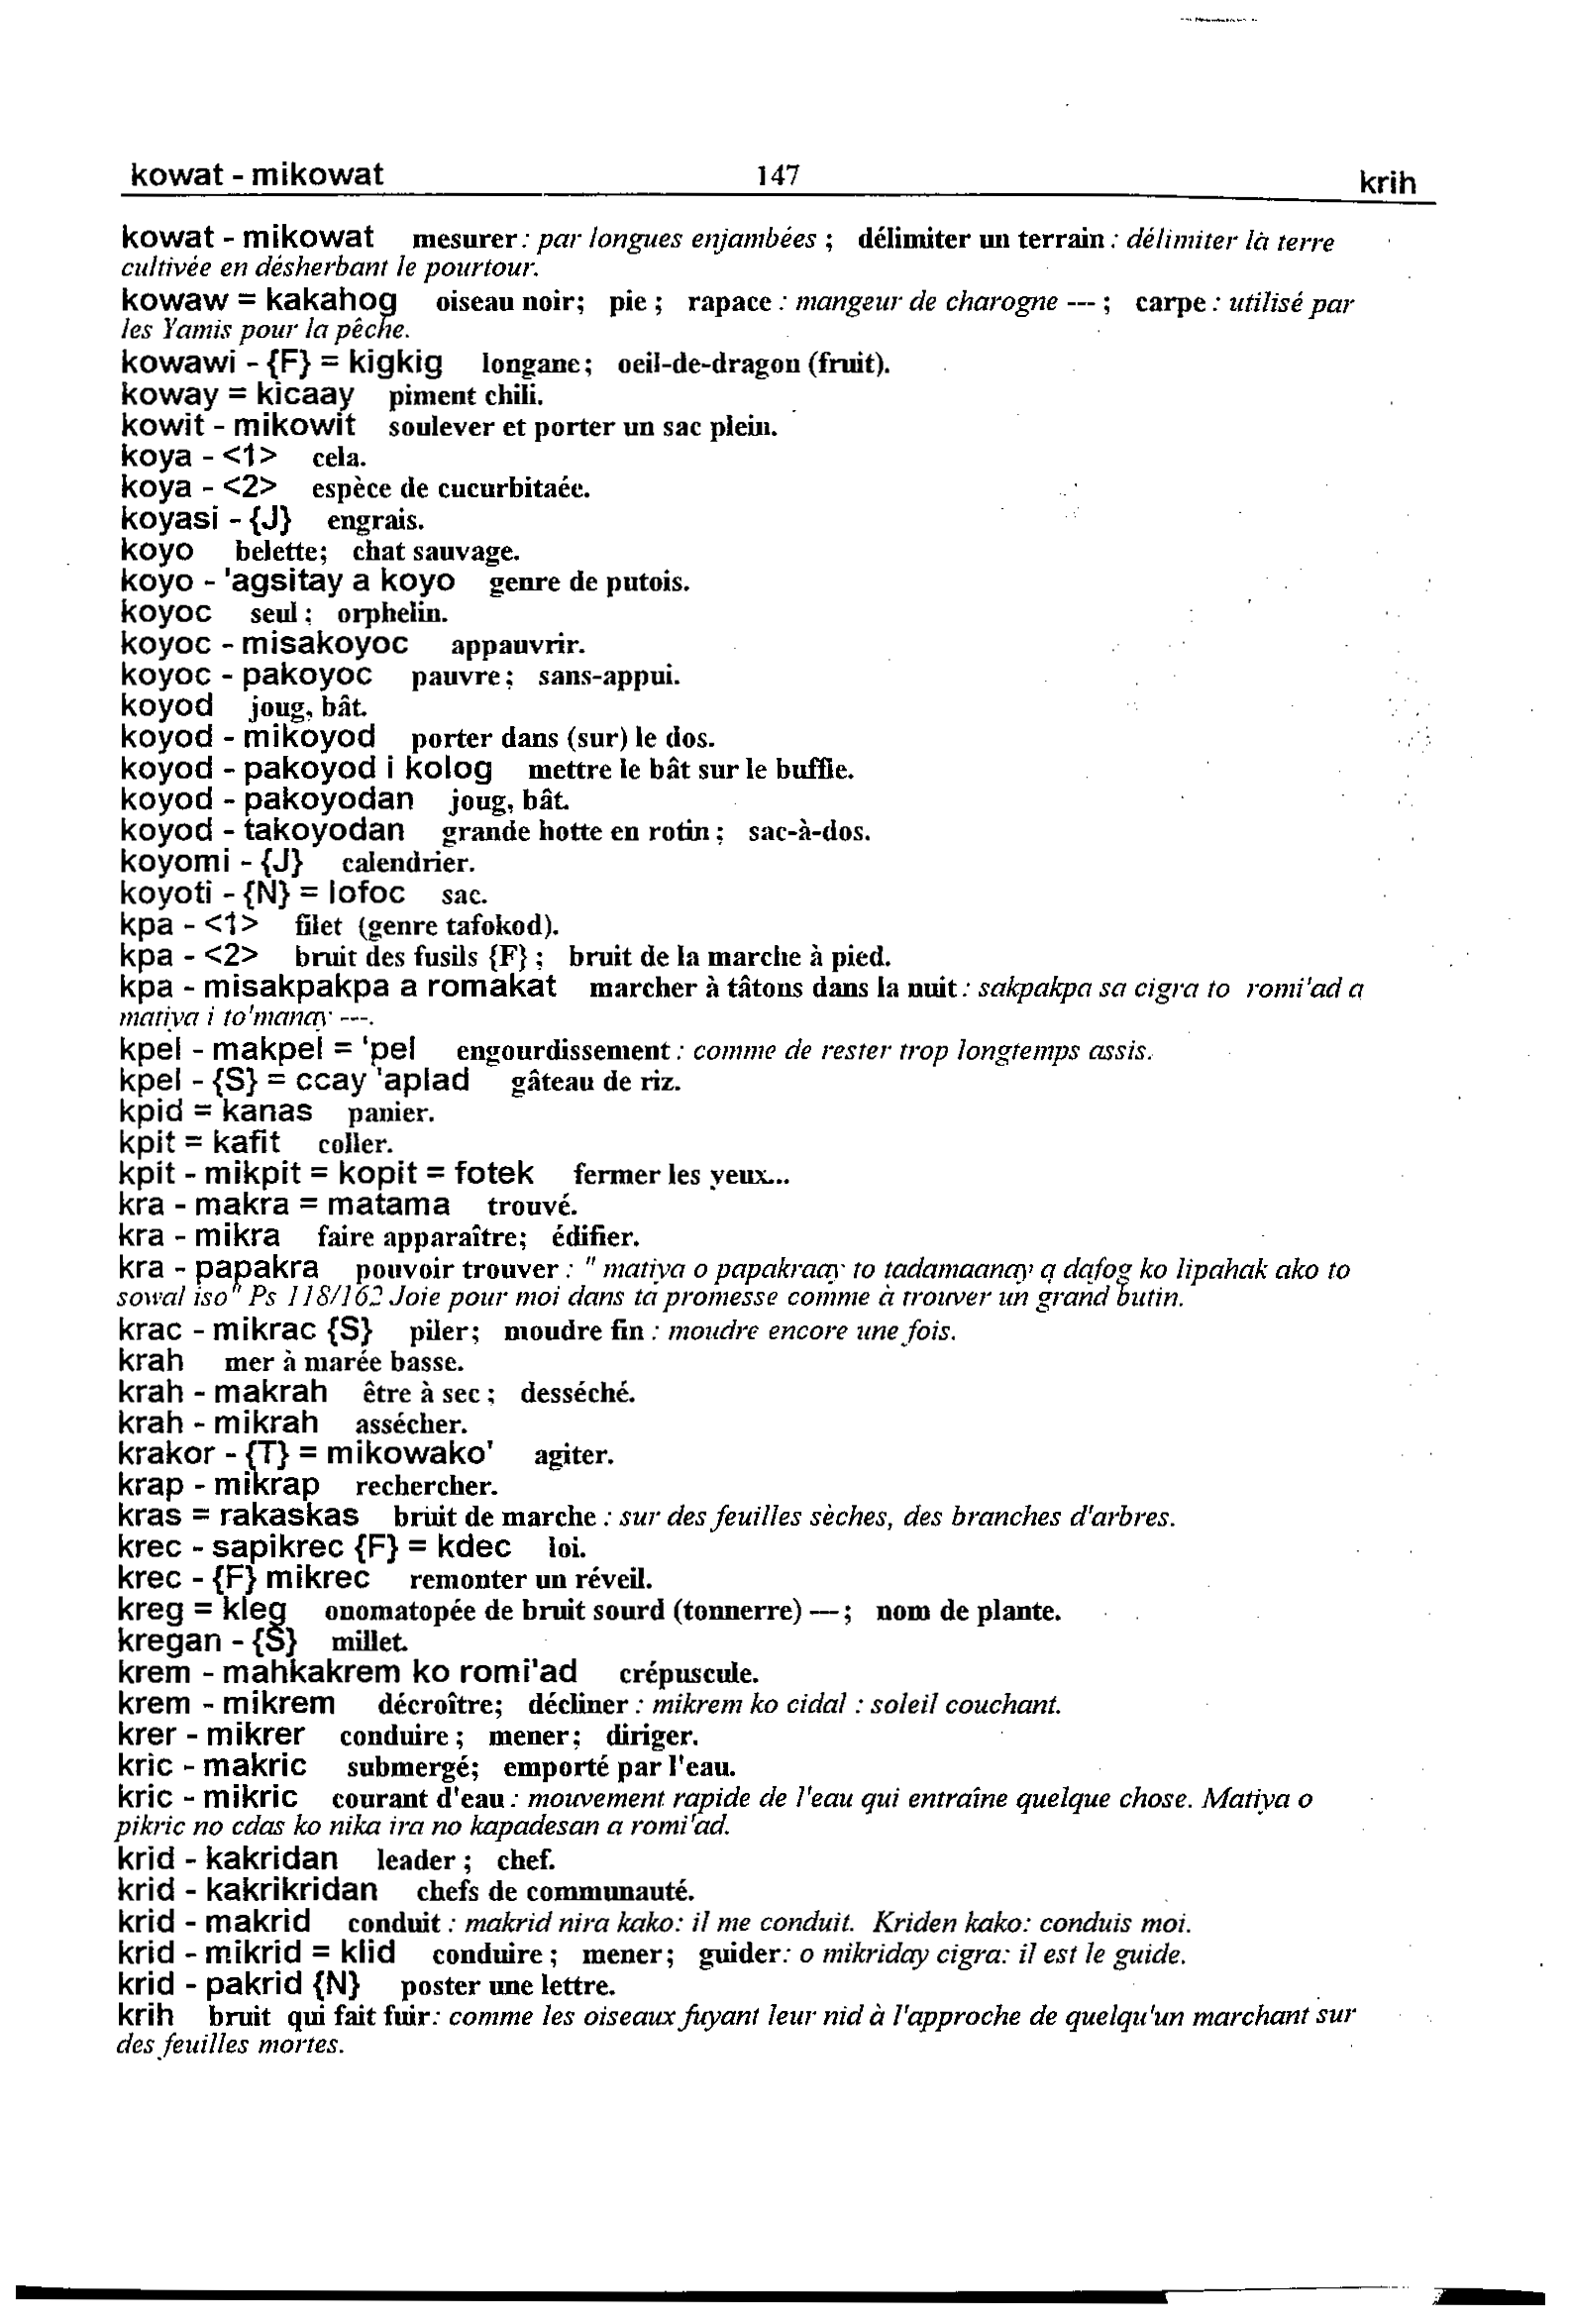 kowat - mikowat 147 krih
kowat - mikowat mesurer : par longues enjambées ; délimiter un terrain : délimiter la terre
cultivée en désherbant le pourtour.
kowaw = kakahog oiseau noir; pie ; rapace : mangeur de charogne --- ; carpe : utilisé par
les Yamis pour la pêche.
kowawi - {F} = kigkig longane; oeil-de-dragon (fruit).
koway = kicaay piment chili.
kowit - mikowit soulever et porter un sac plein.
koya - <1> cela.
koya - <2> espèce de cucurbitaée.
koyasi - {J} engrais.
koyo belette; chat sauvage.
koyo - 'agsitay a koyo genre de putois.
koyoc seul ; orphelin.
koyoc - misakoyoc appauvrir.
koyoc - pakoyoc pauvre ; sans-appui.
koyod joug, bât.
koyod - mikoyod porter dans (sur) le dos.
koyod - pakoyod i kolog mettre le bât sur le buffle.
koyod - pakoyodan joug, bât.
koyod - takoyodan grande hotte en rotin ; sac-à-dos.
koyomi - {J} calendrier.
koyoti - {N} = lofoc sac.
kpa - <1> filet (genre tafokod).
kpa - <2> bruit des fusils {F} ; bruit de la marche à pied.
kpa - misakpakpa a romakat marcher à tâtons dans la nuit : sakpakpa sa cigra to romi'ad a
matiya i to'manay ---.
kpel - makpel = 'pel engourdissement : comme de rester trop longtemps assis.
kpel - {S} = ccay 'aplad gâteau de riz.
kpid = kanas panier.
kpit = kafit coller.
kpit - mikpit = kopit = fotek fermer les yeux...
kra - makra = matama trouvé.
kra - mikra faire apparaître; édifier.
kra - papakra pouvoir trouver : " matiya o papakraay to tadamaanay a dafog ko lipahak ako to
sowal iso" Ps 118/162 Joie pour moi dans ta promesse comme à trouver un grand butin.
krac - mikrac {S} piler; moudre fin : moudre encore une fois.
krah mer à marée basse.
krah - makrah être à sec ; desséché.
krah - mikrah assécher.
krakor - {T} = mikowako' agiter.
krap - mikrap rechercher.
kras = rakaskas bruit de marche : sur des feuilles sèches, des branches d'arbres.
krec - sapikrec {F} = kdec loi.
krec - {F} mikrec remonter un réveil.
kreg = kleg onomatopée de bruit sourd (tonnerre) --- ; nom de plante.
kregan - {S} millet.
krem - mahkakrem ko romi'ad crépuscule.
krem - mikrem décroître; décliner : mikrem ko cidal : soleil couchant.
krer - mikrer conduire ; mener; diriger.
kric - makric submergé; emporté par l'eau.
kric - mikric courant d'eau : mouvement rapide de l'eau qui entraîne quelque chose. Matiya o
pikric no cdas ko nika ira no kapadesan a romi'ad.
krid - kakridan leader ; chef.
krid - kakrikridan chefs de communauté.
krid - makrid conduit : makrid nira kako: il me conduit. Kriden kako: conduis moi.
krid - mikrid = klid conduire ; mener; guider: o mikriday cigra: il est le guide.
krid - pakrid {N} poster une lettre.
krih bruit qui fait fuir: comme les oiseaux fuyant leur nid à l'approche de quelqu'un marchant sur
des feuilles mortes.